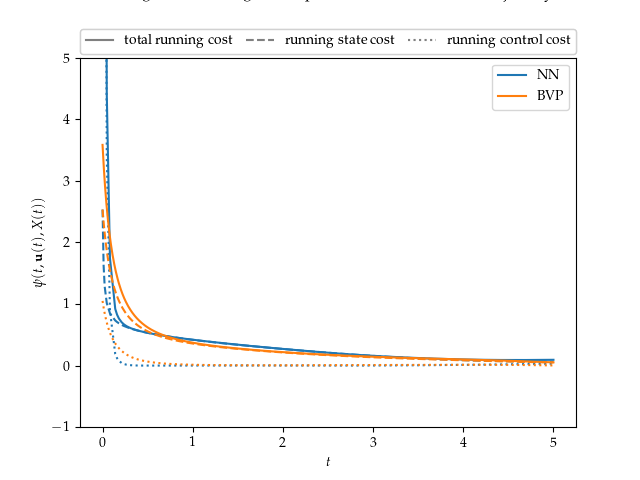 total running cost running state cost running control cost
NN
BVP
5
4
3
2
1
0
−1
ψ(t, u(t), X(t))
0 1 2 3 4 5
t